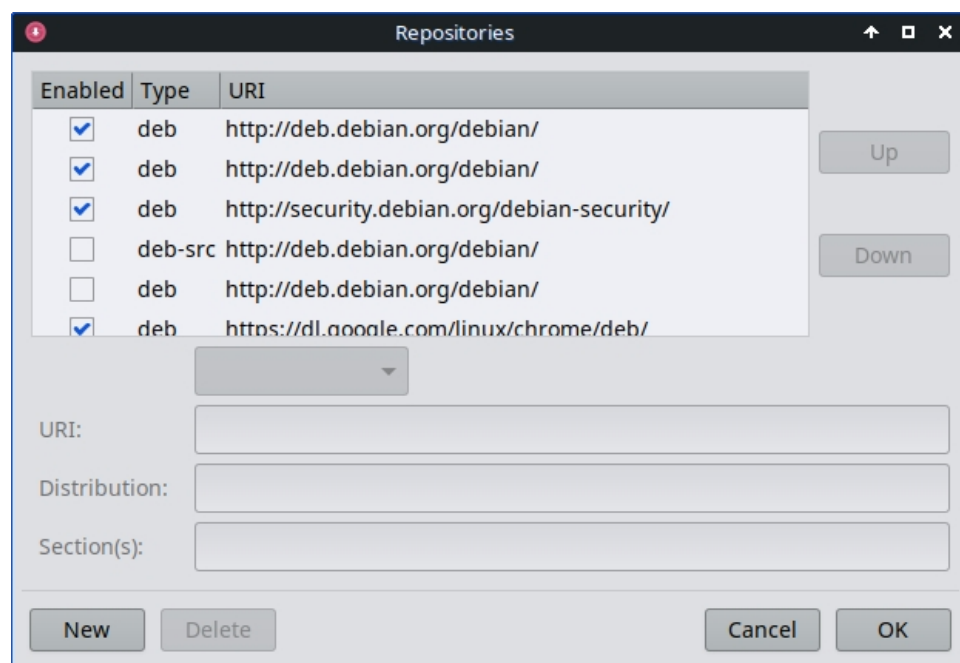 Repositories
Enabled Type URI
deb http://deb.debian.org/debian/
deb http://deb.debian.org/debian/
Up
deb http://security.debian.org/debian-security/
deb-src http://deb.debian.org/debian/
Down
deb http://deb.debian.org/debian/
deb https://dl.google.com/linux/chrome/deb/
URI:
Distribution:
Section(s):
New Delete Cancel OK